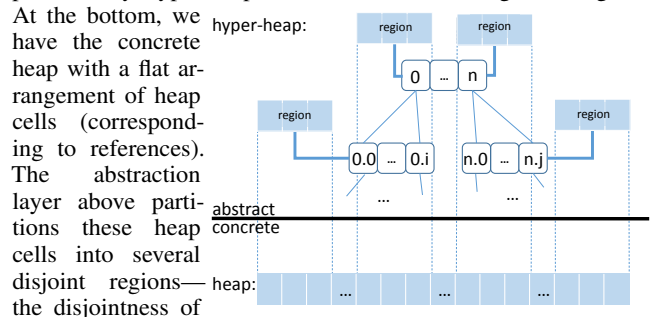 At the bottom, we
have the concrete
heap with a flat ar-
rangement of heap
cells (correspond-
ing to references).
The abstraction
layer above parti-
tions these heap
cells into several
disjoint regions—
the disjointness of
hyper-heap:
region
region
0 ... n
region
region
0.0 ... 0.i
n.0 ... n.j
...
...
abstract
concrete
heap:
... ... ...